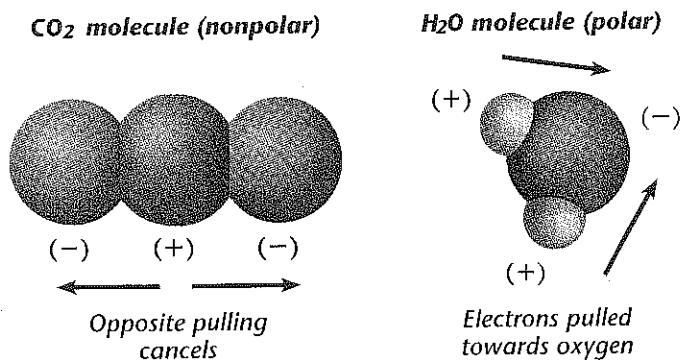 CO2 molecule (nonpolar)
(−) (+) (−)
Opposite pulling
cancels
H2O molecule (polar)
(+)
(−)
(+)
Electrons pulled
towards oxygen